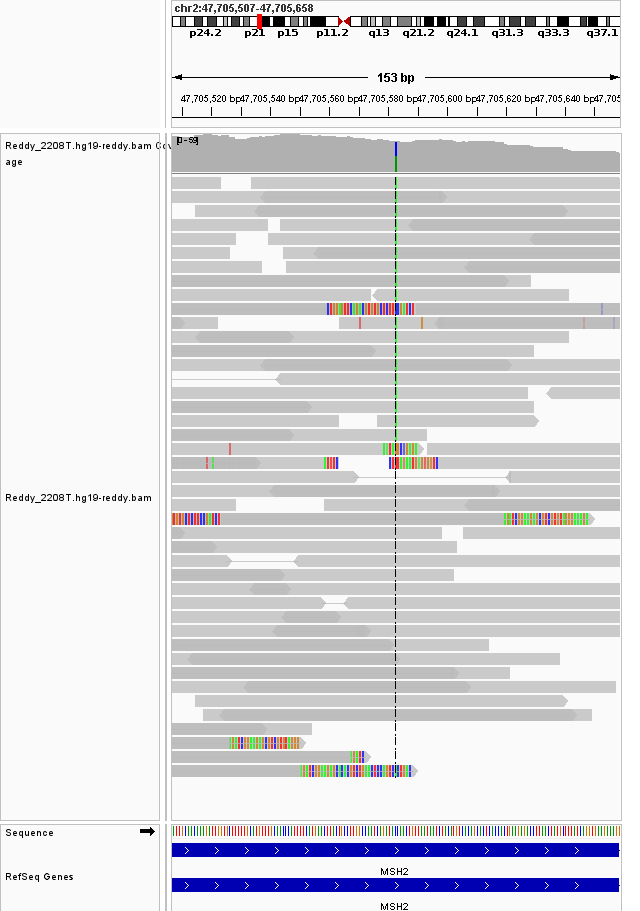 chr2:47,705,507-47,705,658
p24.2 p21 p15 p11.2 q13 q21.2 q24.1 q31.3 q33.3 q37.1
153 bp
47,705,520 bp 47,705,540 bp 47,705,560 bp 47,705,580 bp 47,705,600 bp 47,705,620 bp 47,705,640 bp 47,705
Reddy_2208T.hg19-reddy.bam Cov
age
Reddy_2208T.hg19-reddy.bam
Sequence
MSH2
RefSeq Genes
MSH2